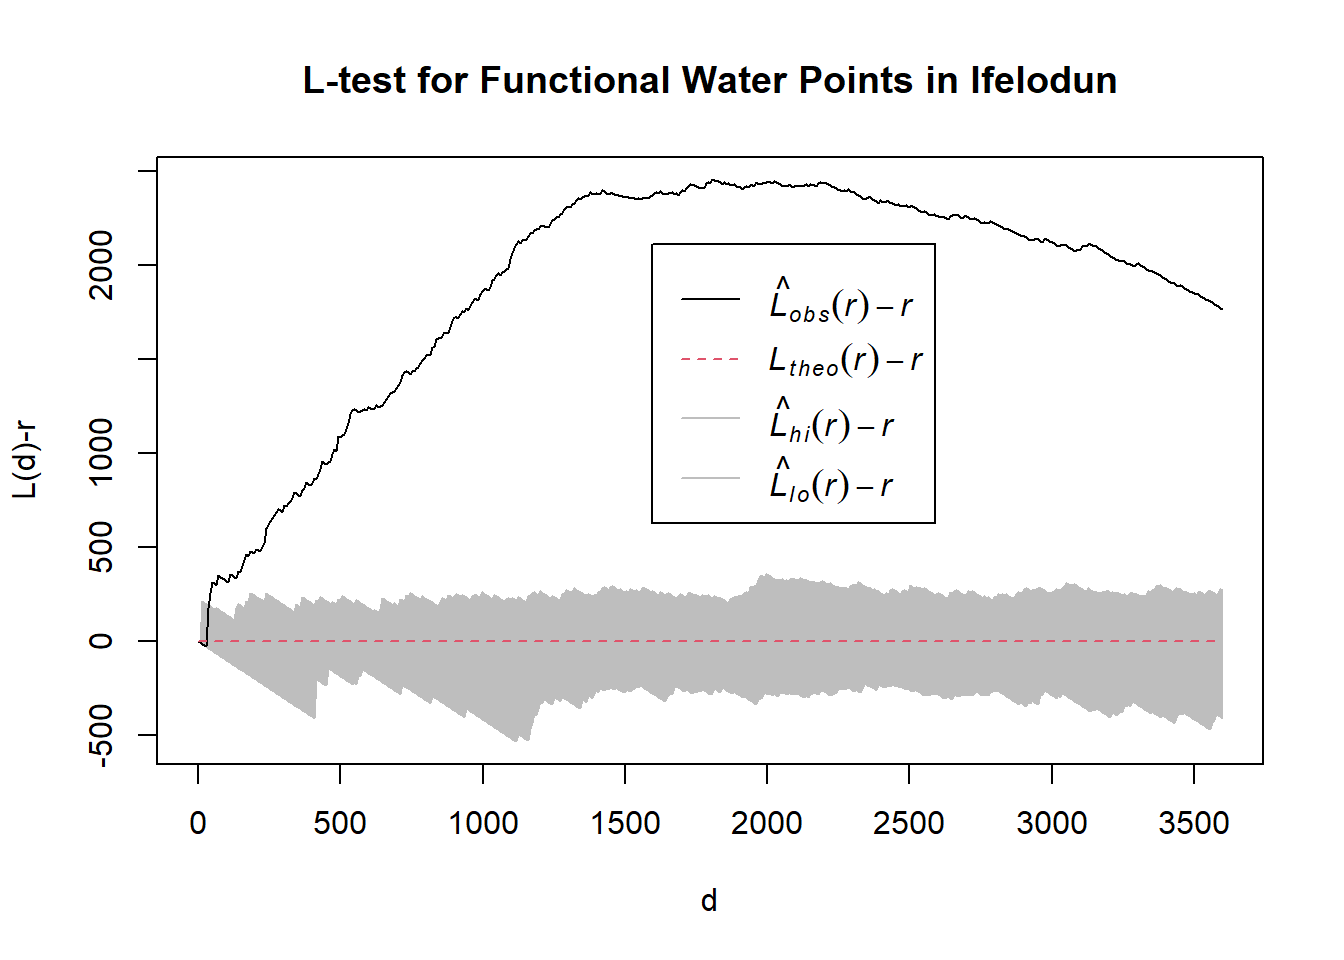 L-test for Functional Water Points in Ifelodun
L(d)-r
2000
1000
500
0
-500
L̂obs(r) − r
Ltheo(r) − r
L̂hi(r) − r
L̂lo(r) − r
0 500 1000 1500 2000 2500 3000 3500
d